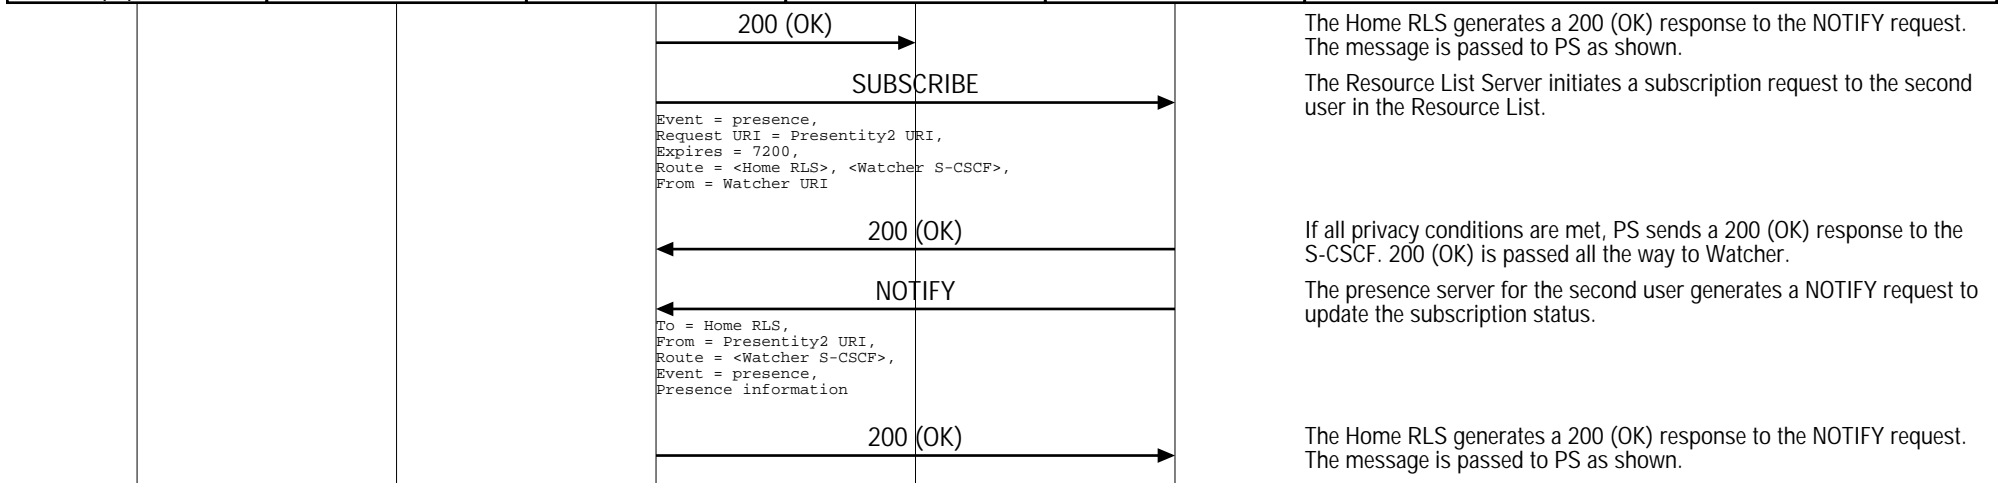 200 (OK)
The Home RLS generates a 200 (OK) response to the NOTIFY request.
The message is passed to PS as shown.
SUBSCRIBE
The Resource List Server initiates a subscription request to the second
user in the Resource List.
Event = presence,
Request URI = Presentity2 URI,
Expires = 7200,
Route = <Home RLS>, <Watcher S-CSCF>,
From = Watcher URI
200 (OK)
If all privacy conditions are met, PS sends a 200 (OK) response to the
S-CSCF. 200 (OK) is passed all the way to Watcher.
NOTIFY
The presence server for the second user generates a NOTIFY request to
update the subscription status.
To = Home RLS,
From = Presentity2 URI,
Route = <Watcher S-CSCF>,
Event = presence,
Presence information
200 (OK)
The Home RLS generates a 200 (OK) response to the NOTIFY request.
The message is passed to PS as shown.